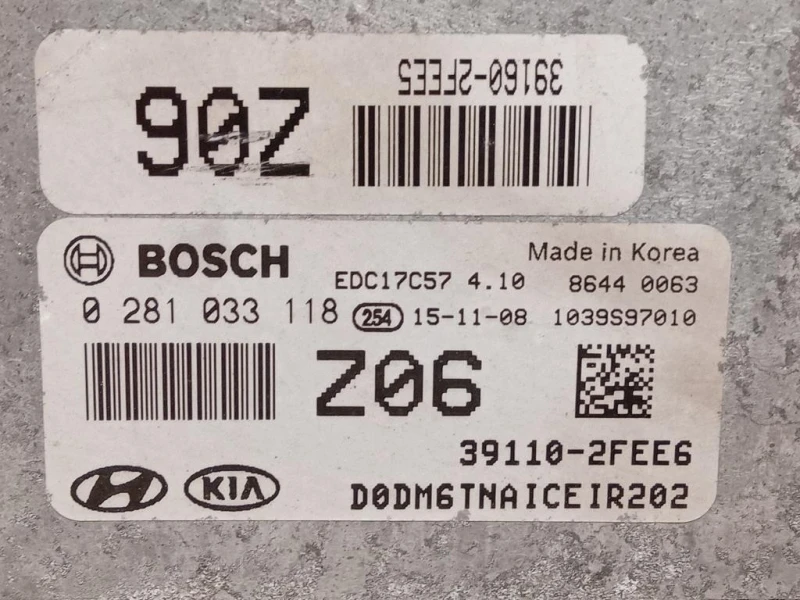 Z06
39160-2FEE5
BOSCH
Made in Korea
EDC17C57 4.10 8644 0063
0 281 033 118 254 15-11-08 1039S97010
Z06
39110-2FEE6
KIA D0DM6TNAICEIR202